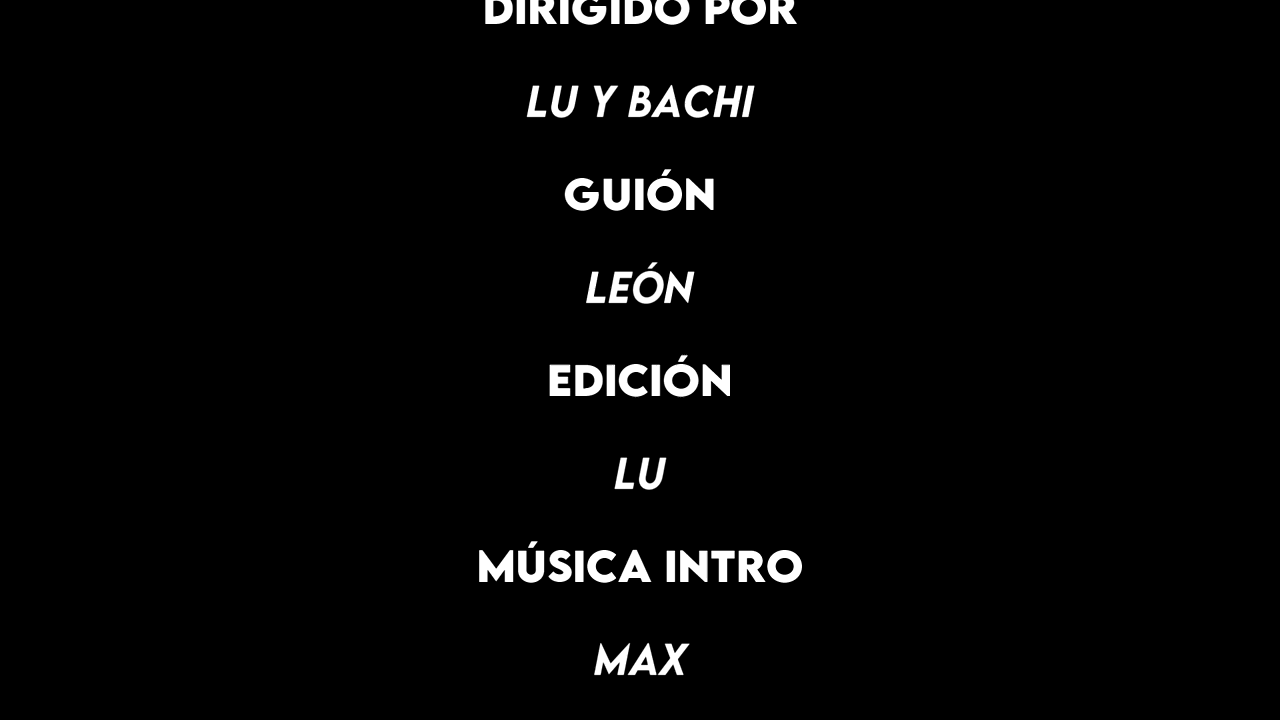 DIRIGIDO POR
LU Y BACHI
GUIÓN
LEÓN
EDICIÓN
LU
MÚSICA INTRO
MAX